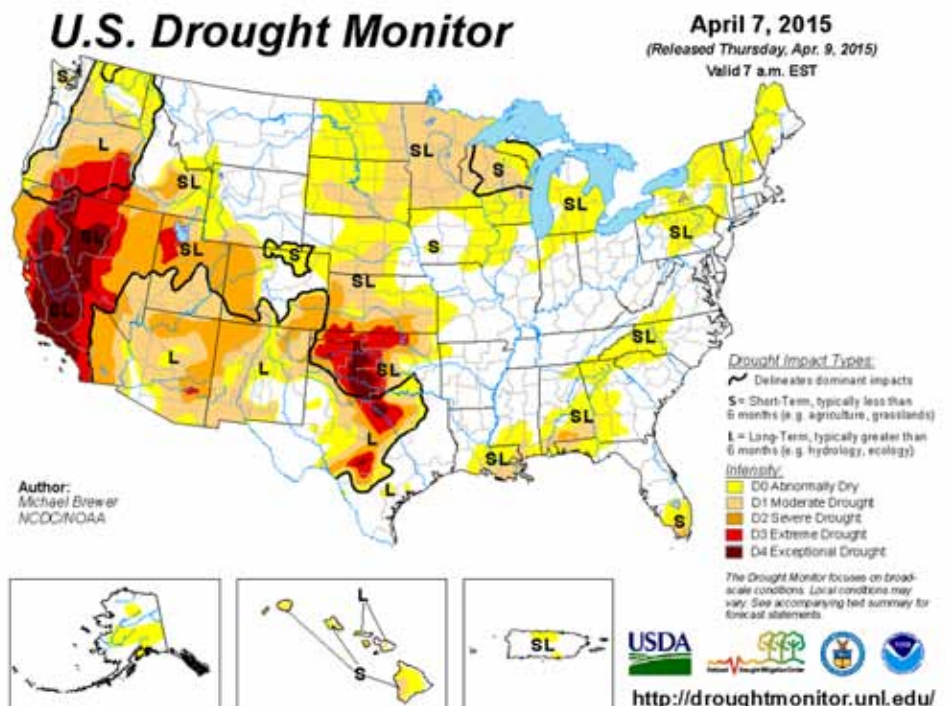 U.S. Drought Monitor
April 7, 2015
(Released Thursday, Apr. 9, 2015)
Valid 7 a.m. EST
S
L
SL
SL
S
SL
SL
SL
S
S
SL
SL
SL
SL
L
L
SL
SL
L
SL
SL
L
S
Drought Impact Types:
Delineates dominant impacts
S = Short-Term, typically less than
6 months (e.g. agriculture, grasslands)
L = Long-Term, typically greater than
6 months (e.g. hydrology, ecology)
Intensity:
D0 Abnormally Dry
D1 Moderate Drought
D2 Severe Drought
D3 Extreme Drought
D4 Exceptional Drought
Author:
Michael Brewer
NCDC/NOAA
The Drought Monitor focuses on broad-
scale conditions. Local conditions may
vary. See accompanying text summary for
forecast statements.
L
S
SL
USDA
National Drought Mitigation Center
http://droughtmonitor.unl.edu/